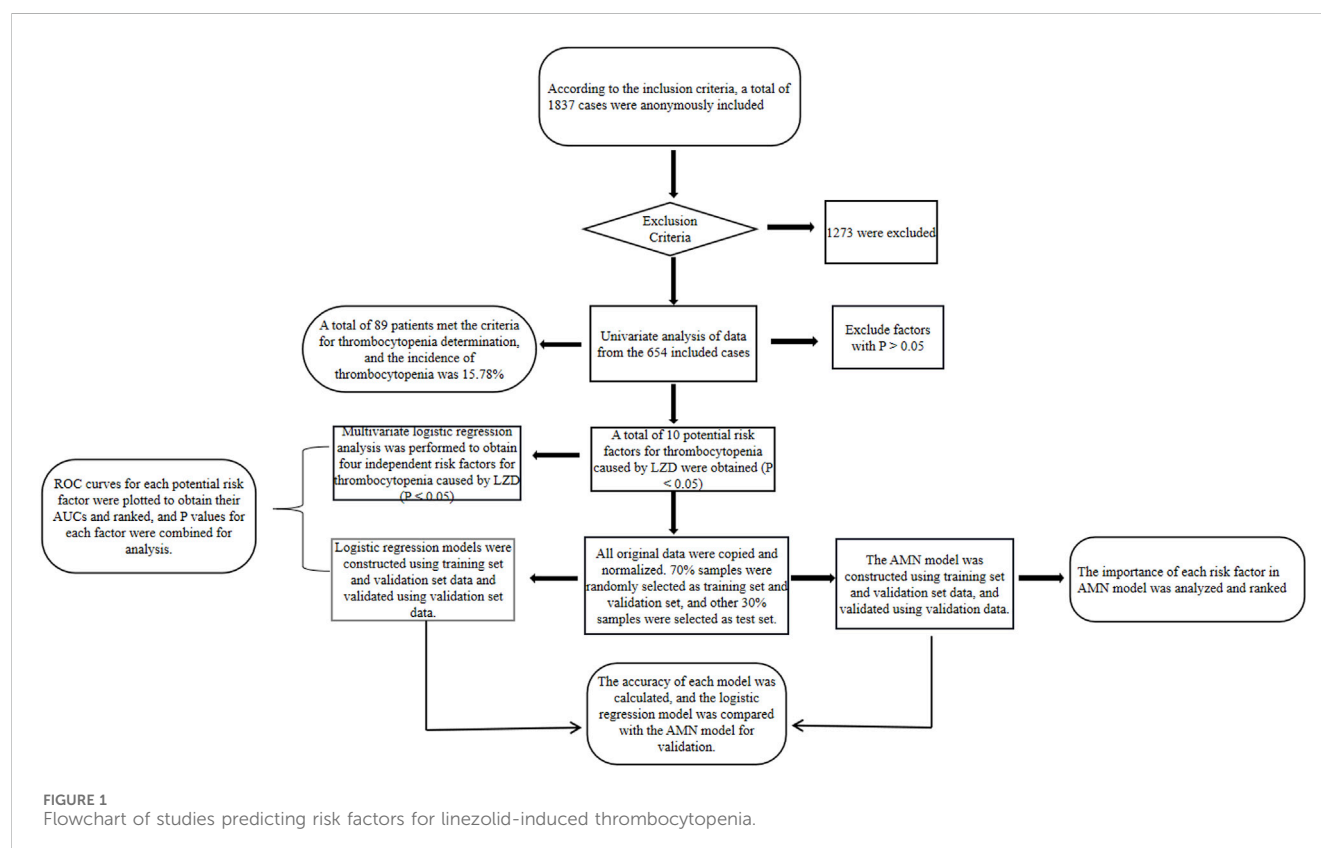 According to the inclusion criteria, a total of
1837 cases were anonymously included
Exclusion
Criteria
1273 were excluded
A total of 89 patients met the criteria
for thrombocytopenia determination,
and the incidence of
thrombocytopenia was 15.78%
Univariate analysis of data
from the 654 included cases
Exclude factors
with P > 0.05
Multivariate logistic regression
analysis was performed to obtain
four independent risk factors for
thrombocytopenia caused by LZD
(P < 0.05)
A total of 10 potential risk
factors for thrombocytopenia
caused by LZD were obtained (P
< 0.05)
ROC curves for each potential risk
factor were plotted to obtain their
AUCs and ranked, and P values for
each factor were combined for
analysis.
Logistic regression models were
constructed using training set
and validation set data and
validated using validation set
data.
All original data were copied and
normalized. 70% samples were
randomly selected as training set and
validation set, and other 30%
samples were selected as test set.
The AMN model was
constructed using training set
and validation set data, and
validated using validation data.
The importance of each risk factor in
AMN model was analyzed and ranked
The accuracy of each model was
calculated, and the logistic
regression model was compared
with the AMN model for
validation.
FIGURE 1
Flowchart of studies predicting risk factors for linezolid-induced thrombocytopenia.